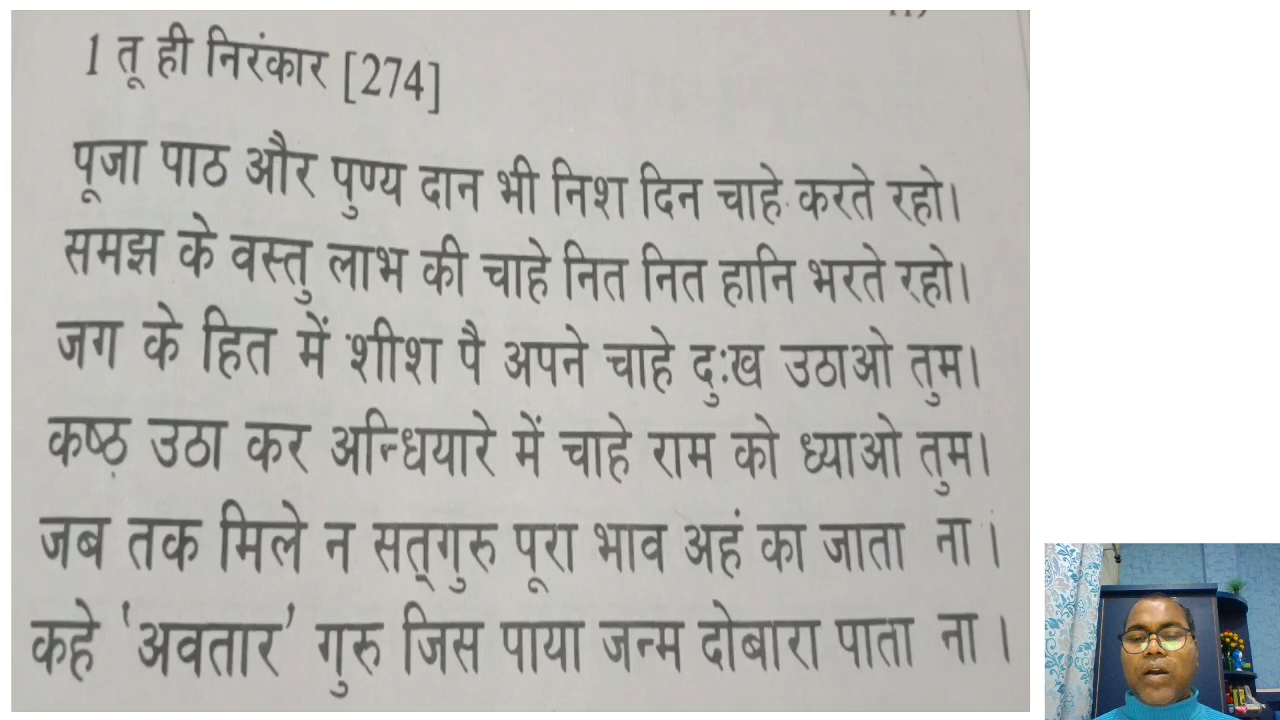 1 तू ही निरंकार [274]
पूजा पाठ और पुण्य दान भी निश दिन चाहे करते रहो।
समझ के वस्तु लाभ की चाहे नित नित हानि भरते रहो।
जग के हित में शीश पै अपने चाहे दुःख उठाओ तुम।
कष्ठ उठा कर अन्धियारे में चाहे राम को ध्याओ तुम।
जब तक मिले न सत्गुरु पूरा भाव अहं का जाता ना।
कहे 'अवतार' गुरु जिस पाया जन्म दोबारा पाता ना।